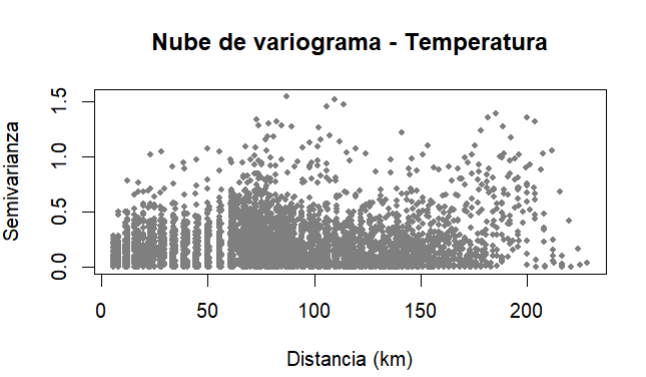 Nube de variograma - Temperatura
Semivarianza
1.5
1.0
0.5
0.0
0 50 100 150 200
Distancia (km)